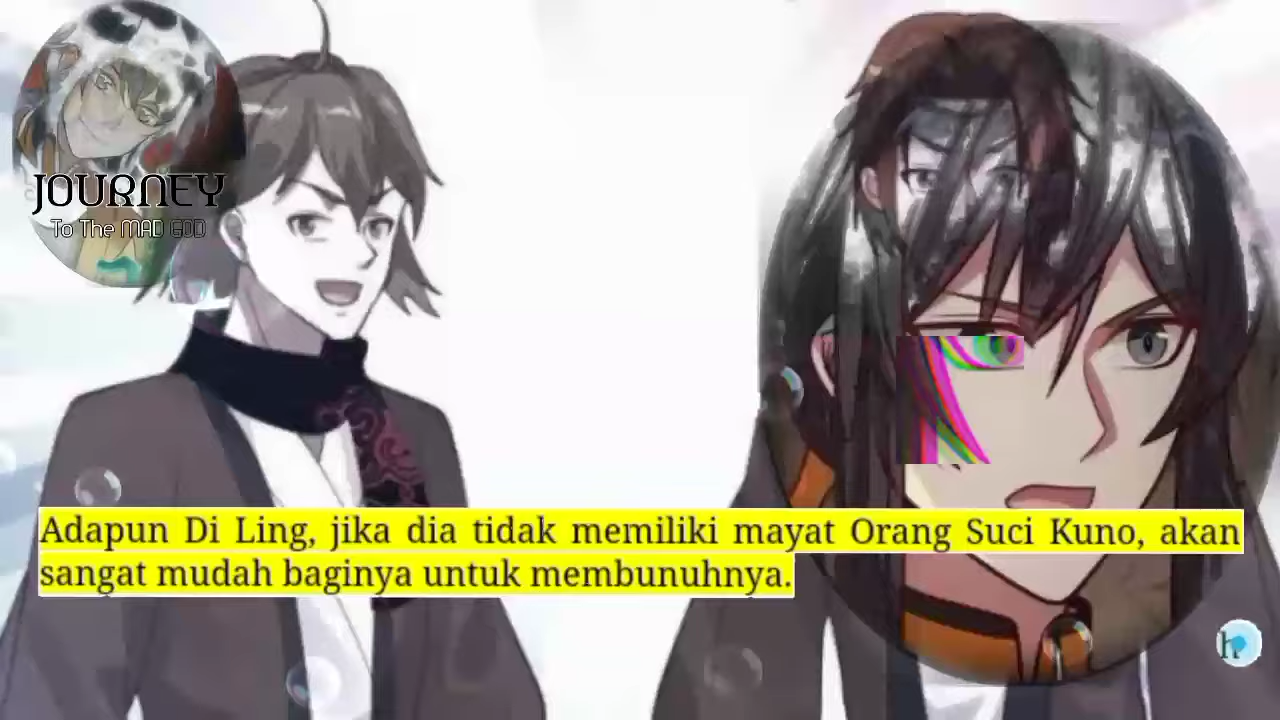 JOURNEY
To The MAD GOD
Adapun Di Ling, jika dia tidak memiliki mayat Orang Suci Kuno, akan
sangat mudah baginya untuk membunuhnya.
h